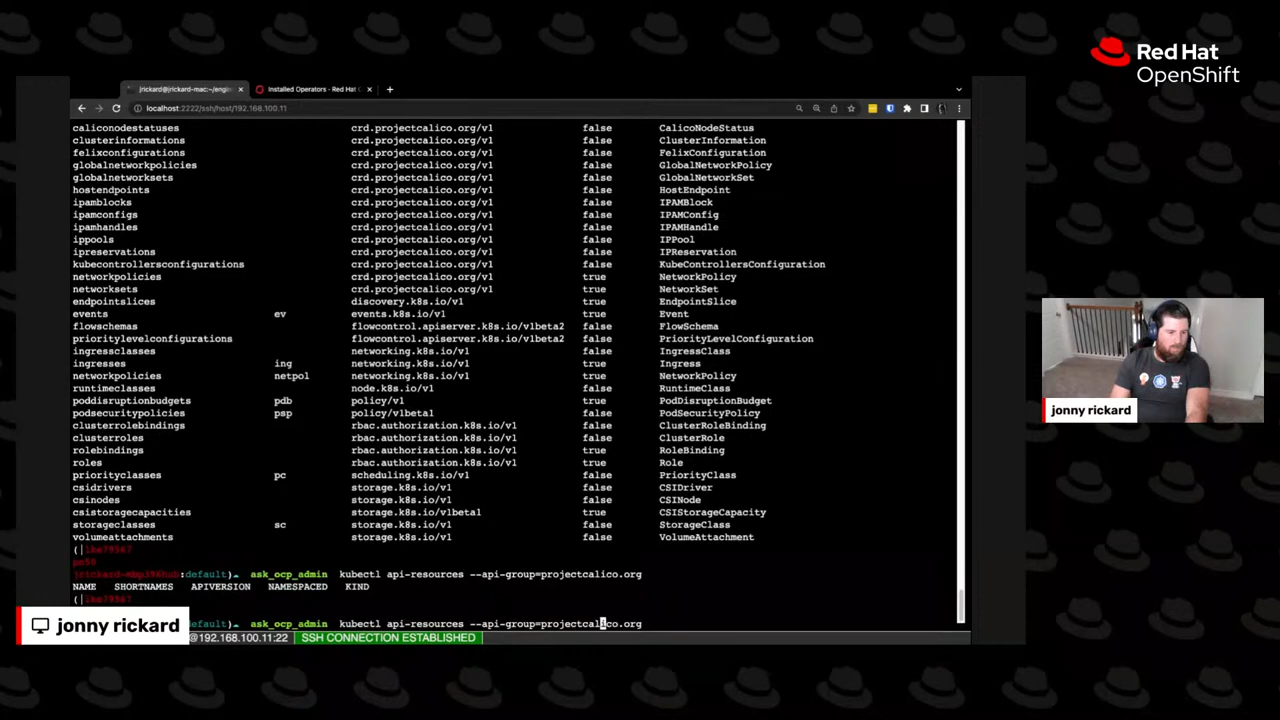 Red Hat
OpenShift
jrickard@jrickard-mac:~/engin
Installed Operators - Red Hat
localhost:2222/ssh/host/192.168.100.11
caliconodestatuses crd.projectcalico.org/v1 false CalicoNodeStatus
clusterinformations crd.projectcalico.org/v1 false ClusterInformation
felixconfigurations crd.projectcalico.org/v1 false FelixConfiguration
globalnetworkpolicies crd.projectcalico.org/v1 false GlobalNetworkPolicy
globalnetworksets crd.projectcalico.org/v1 false GlobalNetworkSet
hostendpoints crd.projectcalico.org/v1 false HostEndpoint
ipamblocks crd.projectcalico.org/v1 false IPAMBlock
ipamconfigs crd.projectcalico.org/v1 false IPAMConfig
ipamhandles crd.projectcalico.org/v1 false IPAMHandle
ippools crd.projectcalico.org/v1 false IPPool
ipreservations crd.projectcalico.org/v1 false IPReservation
kubecontrollersconfigurations crd.projectcalico.org/v1 false KubeControllersConfiguration
networkpolicies crd.projectcalico.org/v1 true NetworkPolicy
networksets crd.projectcalico.org/v1 true NetworkSet
endpointslices discovery.k8s.io/v1 true EndpointSlice
events ev events.k8s.io/v1 true Event
flowschemas flowcontrol.apiserver.k8s.io/v1beta2 false FlowSchema
prioritylevelconfigurations flowcontrol.apiserver.k8s.io/v1beta2 false PriorityLevelConfiguration
ingressclasses networking.k8s.io/v1 false IngressClass
ingresses ing networking.k8s.io/v1 true Ingress
networkpolicies netpol networking.k8s.io/v1 true NetworkPolicy
runtimeclasses node.k8s.io/v1 false RuntimeClass
poddisruptionbudgets pdb policy/v1 true PodDisruptionBudget
podsecuritypolicies psp policy/v1beta1 false PodSecurityPolicy
clusterrolebindings rbac.authorization.k8s.io/v1 false ClusterRoleBinding
clusterroles rbac.authorization.k8s.io/v1 false ClusterRole
rolebindings rbac.authorization.k8s.io/v1 true RoleBinding
roles rbac.authorization.k8s.io/v1 true Role
priorityclasses pc scheduling.k8s.io/v1 false PriorityClass
csidrivers storage.k8s.io/v1 false CSIDriver
csinodes storage.k8s.io/v1 false CSINode
csistoragecapacities storage.k8s.io/v1beta1 true CSIStorageCapacity
storageclasses sc storage.k8s.io/v1 false StorageClass
volumeattachments storage.k8s.io/v1 false VolumeAttachment
(|lke79567
:default) ask_ocp_admin kubectl api-resources --api-group=projectcalico.org
NAME SHORTNAMES APIVERSION NAMESPACED KIND
(|lke79567
default) ask_ocp_admin kubectl api-resources --api-group=projectcalico.org
@192.168.100.11:22 SSH CONNECTION ESTABLISHED
jonny rickard
jonny rickard